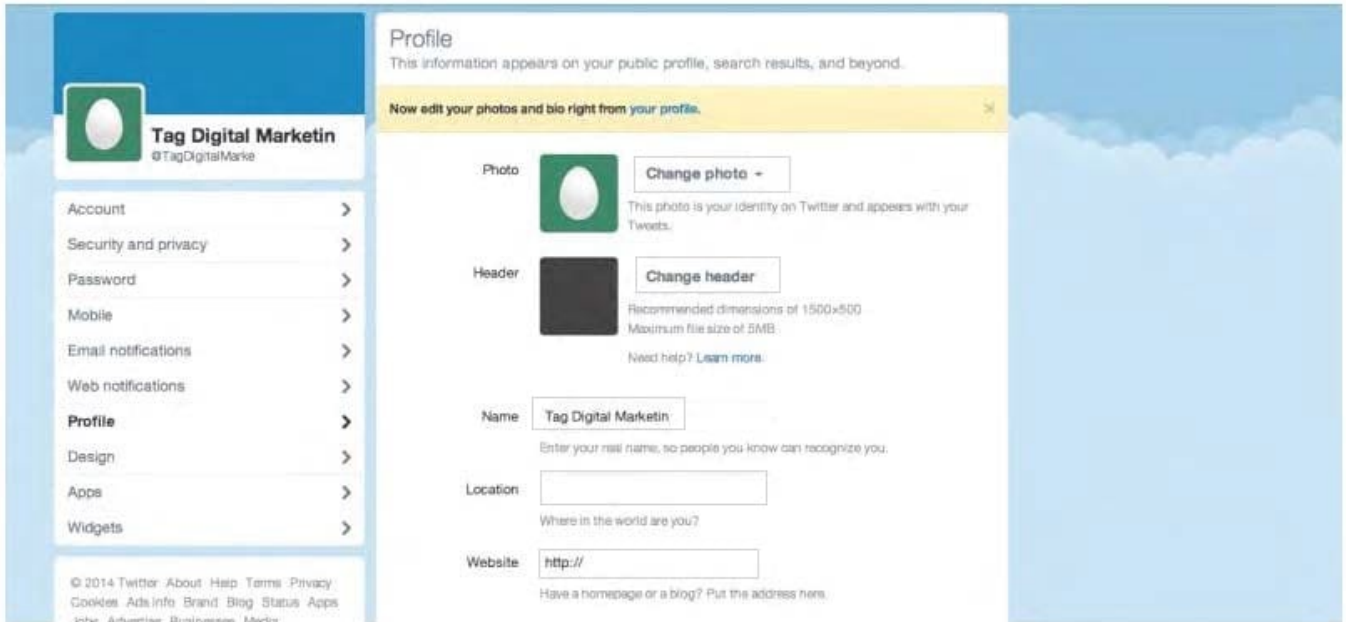 Tag Digital Marketin
@TagDigitalMarke
Account
Security and privacy
Password
Mobile
Email notifications
Web notifications
Profile
Design
Apps
Widgets
© 2014 Twitter About Help Terms Privacy
Cookies Ads info Brand Blog Status Apps
Jobs Advertise Businesses Media
Profile
This information appears on your public profile, search results, and beyond.
Now edit your photos and bio right from your profile.
Photo
Change photo
This photo is your identity on Twitter and appears with your
Tweets.
Header
Change header
Recommended dimensions of 1500×500
Maximum file size of 5MB
Need help? Learn more.
Name
Tag Digital Marketin
Enter your real name, so people you know can recognize you.
Location
Where in the world are you?
Website
http://
Have a homepage or a blog? Put the address here.